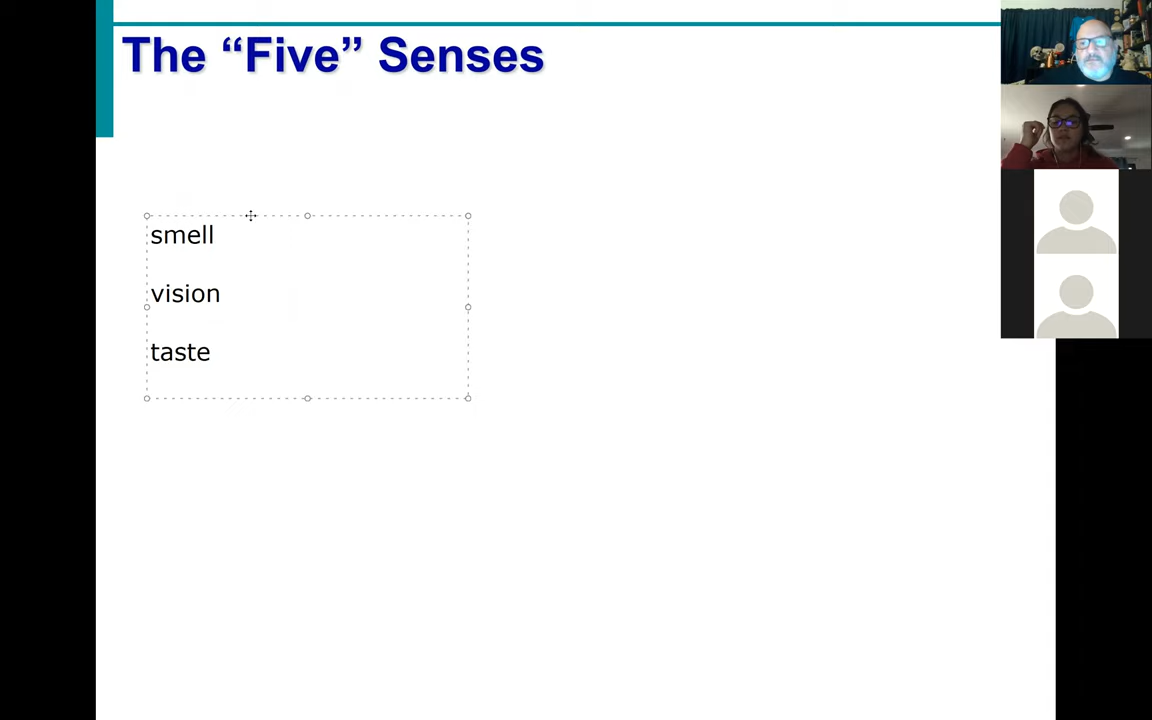 The “Five” Senses
smell
vision
taste